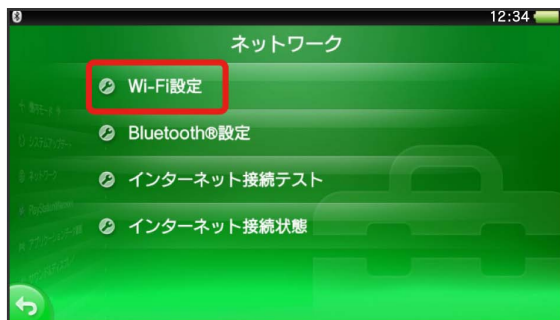 12:34
ネットワーク
Wi-Fi設定
Bluetooth®設定
インターネット接続テスト
インターネット接続状態